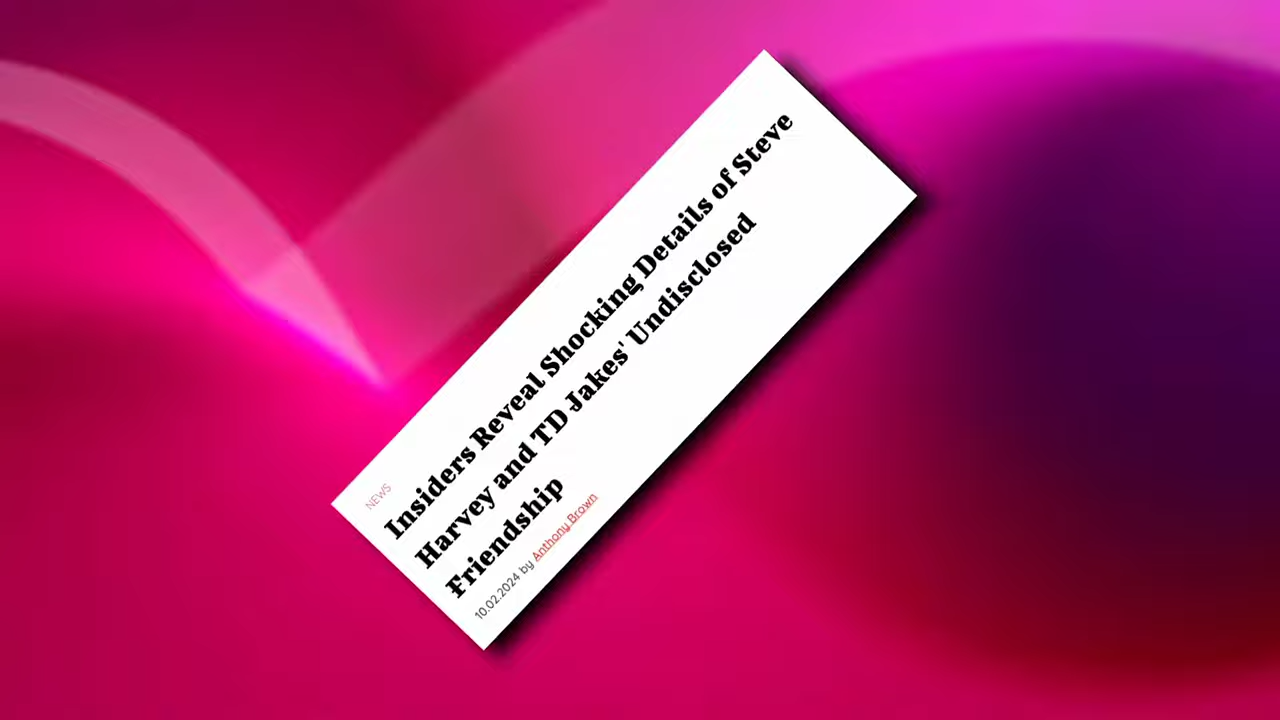 NEWS
Insiders Reveal Shocking Details of Steve
Harvey and TD Jakes' Undisclosed
Friendship
10.02.2024 by Anthony Brown